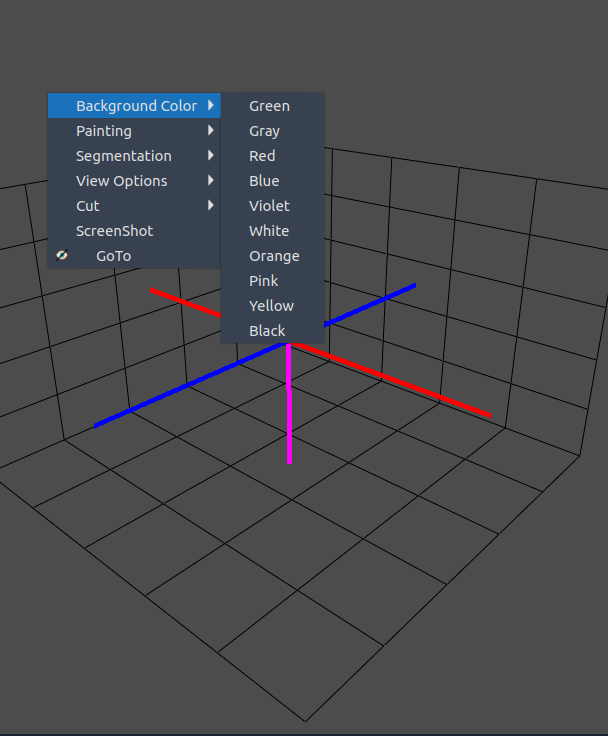 Background Color
Painting
Segmentation
View Options
Cut
ScreenShot
GoTo
Green
Gray
Red
Blue
Violet
White
Orange
Pink
Yellow
Black